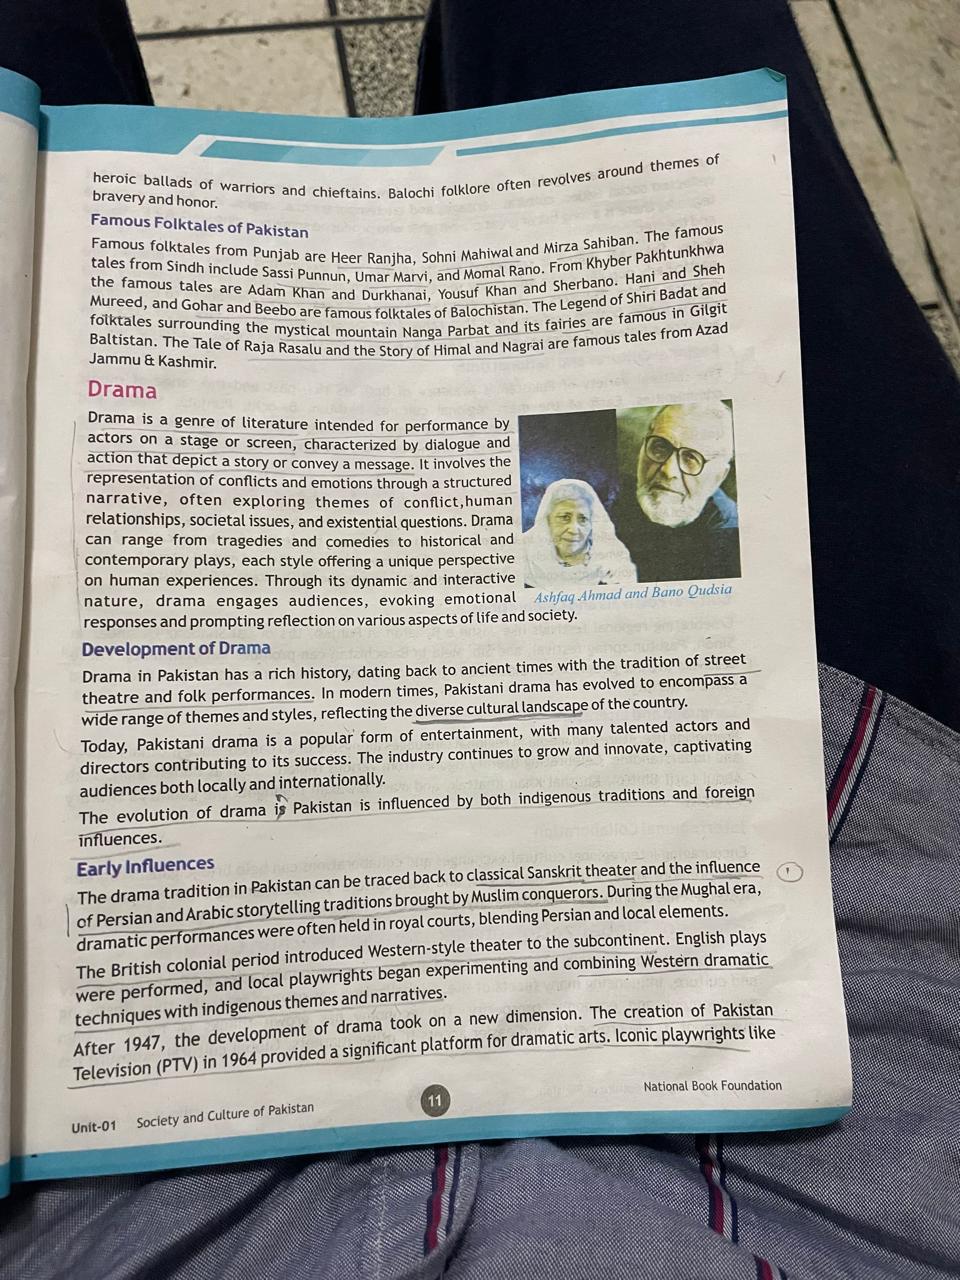 heroic ballads of warriors and chieftains. Balochi folklore often revolves around themes of
bravery and honor.
Famous Folktales of Pakistan
Famous folktales from Punjab are Heer Ranjha, Sohni Mahiwal and Mirza Sahiban. The famous
tales from Sindh include Sassi Punnun, Umar Marvi, and Momal Rano. From Khyber Pakhtunkhwa
the famous tales are Adam Khan and Durkhanai, Yousuf Khan and Sherbano. Hani and Sheh
Mureed, and Gohar and Beebo are famous folktales of Balochistan. The Legend of Shiri Badat and
folktales surrounding the mystical mountain Nanga Parbat and its fairies are famous in Gilgit
Baltistan. The Tale of Raja Rasalu and the Story of Himal and Nagrai are famous tales from Azad
Jammu & Kashmir.
Drama
Drama is a genre of literature intended for performance by
actors on a stage or screen, characterized by dialogue and
action that depict a story or convey a message. It involves the
representation of conflicts and emotions through a structured
narrative, often exploring themes of conflict,human
relationships, societal issues, and existential questions. Drama
can range from tragedies and comedies to historical and
contemporary plays, each style offering a unique perspective
on human experiences. Through its dynamic and interactive
nature, drama engages audiences, evoking emotional
responses and prompting reflection on various aspects of life and society.
Ashfaq Ahmad and Bano Qudsia
Development of Drama
Drama in Pakistan has a rich history, dating back to ancient times with the tradition of street
theatre and folk performances. In modern times, Pakistani drama has evolved to encompass a
wide range of themes and styles, reflecting the diverse cultural landscape of the country.
Today, Pakistani drama is a popular form of entertainment, with many talented actors and
directors contributing to its success. The industry continues to grow and innovate, captivating
audiences both locally and internationally.
The evolution of drama is Pakistan is influenced by both indigenous traditions and foreign
influences.
Early Influences
The drama tradition in Pakistan can be traced back to classical Sanskrit theater and the influence
of Persian and Arabic storytelling traditions brought by Muslim conquerors. During the Mughal era,
dramatic performances were often held in royal courts, blending Persian and local elements.
The British colonial period introduced Western-style theater to the subcontinent. English plays
were performed, and local playwrights began experimenting and combining Western dramatic
techniques with indigenous themes and narratives.
After 1947, the development of drama took on a new dimension. The creation of Pakistan
Television (PTV) in 1964 provided a significant platform for dramatic arts. Iconic playwrights like
Unit-01 Society and Culture of Pakistan 11 National Book Foundation